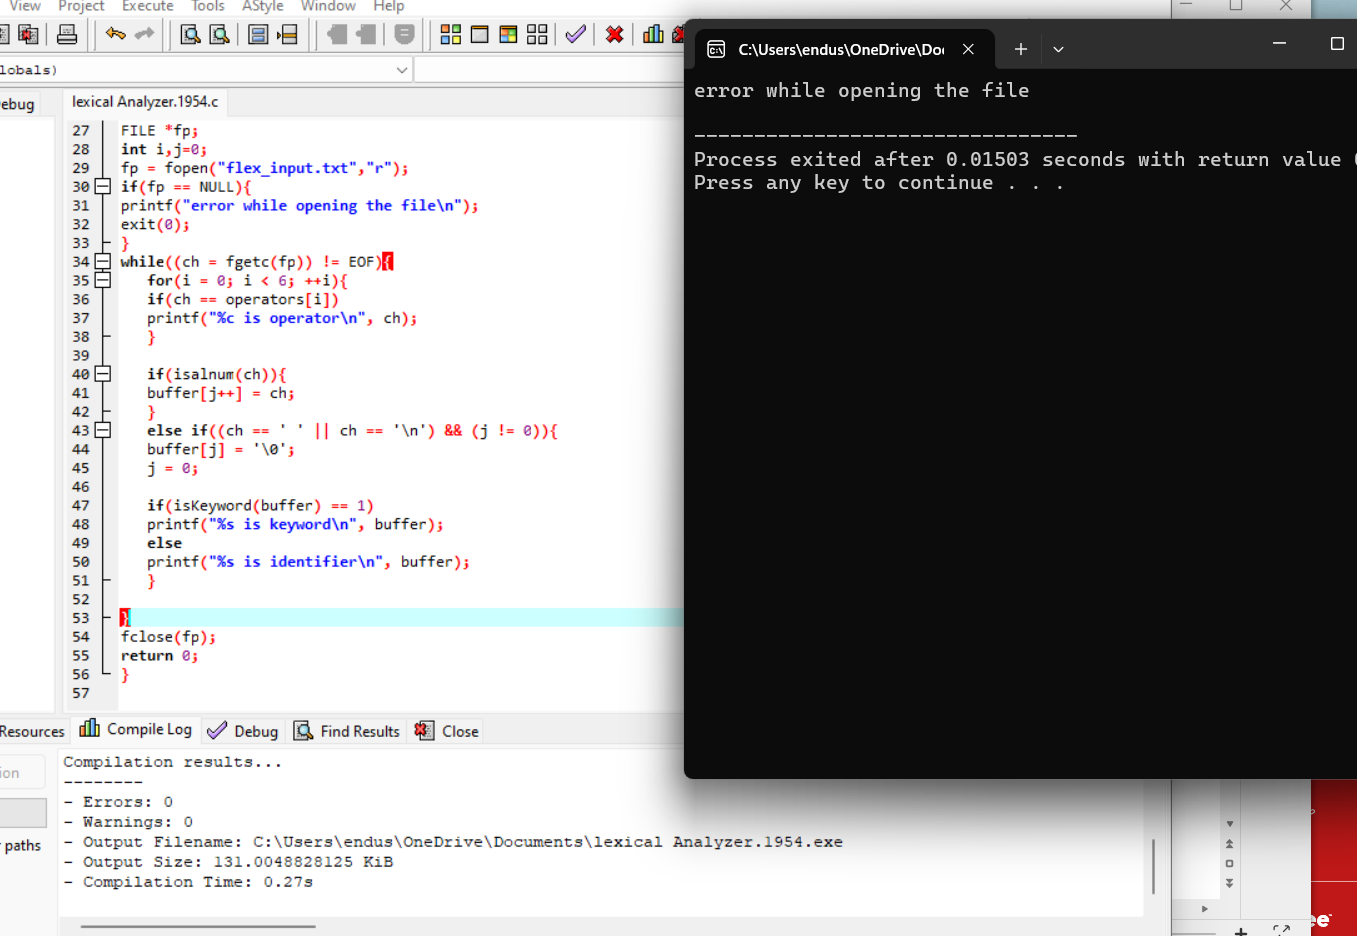 View Project Execute Tools AStyle Window Help
lobals)
ebug
lexical Analyzer.1954.c
27 FILE *fp;
28 int i,j=0;
29 fp = fopen("flex_input.txt","r");
30 if(fp == NULL){
31 printf("error while opening the file\n");
32 exit(0);
33 }
34 while((ch = fgetc(fp)) != EOF){
35 for(i = 0; i < 6; ++i){
36 if(ch == operators[i])
37 printf("%c is operator\n", ch);
38 }
39
40 if(isalnum(ch)){
41 buffer[j++] = ch;
42 }
43 else if((ch == ' ' || ch == '\n') && (j != 0)){
44 buffer[j] = '\0';
45 j = 0;
46
47 if(isKeyword(buffer) == 1)
48 printf("%s is keyword\n", buffer);
49 else
50 printf("%s is identifier\n", buffer);
51 }
52
53 }
54 fclose(fp);
55 return 0;
56 }
57
C:\Users\endus\OneDrive\Doc
error while opening the file
--------------------------------
Process exited after 0.01503 seconds with return value
Press any key to continue . . .
Resources Compile Log Debug Find Results Close
ion
paths
Compilation results...
--------
- Errors: 0
- Warnings: 0
- Output Filename: C:\Users\endus\OneDrive\Documents\lexical Analyzer.1954.exe
- Output Size: 131.0048828125 KiB
- Compilation Time: 0.27s
ee